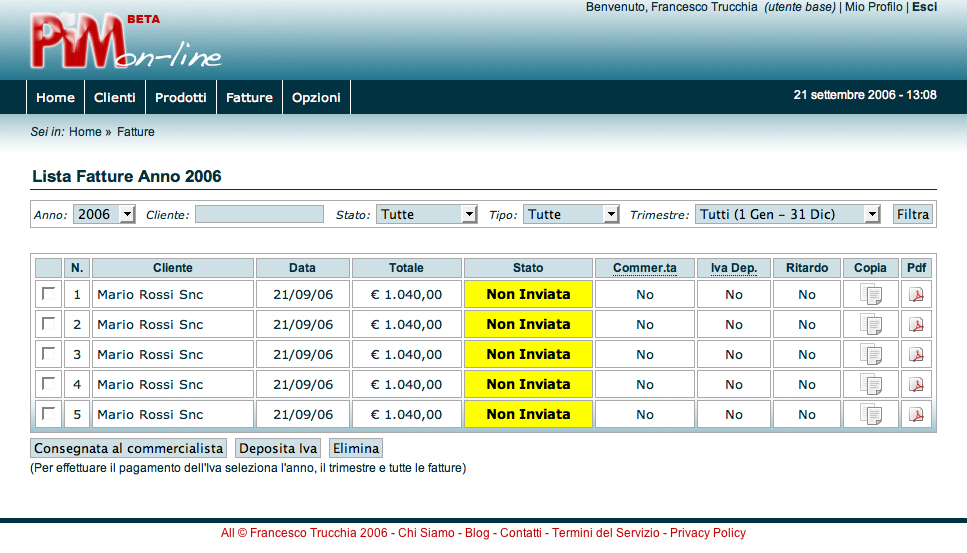 Benvenuto, Francesco Trucchia (utente base) | Mio Profilo | Esci
PiM on-line BETA
Home Clienti Prodotti Fatture Opzioni 21 settembre 2006 - 13:08
Sei in: Home » Fatture
Lista Fatture Anno 2006
Anno: 2006 Cliente: Stato: Tutte Tipo: Tutte Trimestre: Tutti (1 Gen - 31 Dic) Filtra
N. Cliente Data Totale Stato Commer.ta Iva Dep. Ritardo Copia Pdf
1 Mario Rossi Snc 21/09/06 € 1.040,00 Non Inviata No No No
2 Mario Rossi Snc 21/09/06 € 1.040,00 Non Inviata No No No
3 Mario Rossi Snc 21/09/06 € 1.040,00 Non Inviata No No No
4 Mario Rossi Snc 21/09/06 € 1.040,00 Non Inviata No No No
5 Mario Rossi Snc 21/09/06 € 1.040,00 Non Inviata No No No
Consegnata al commercialista Deposita Iva Elimina
(Per effettuare il pagamento dell'Iva seleziona l'anno, il trimestre e tutte le fatture)
All © Francesco Trucchia 2006 - Chi Siamo - Blog - Contatti - Termini del Servizio - Privacy Policy